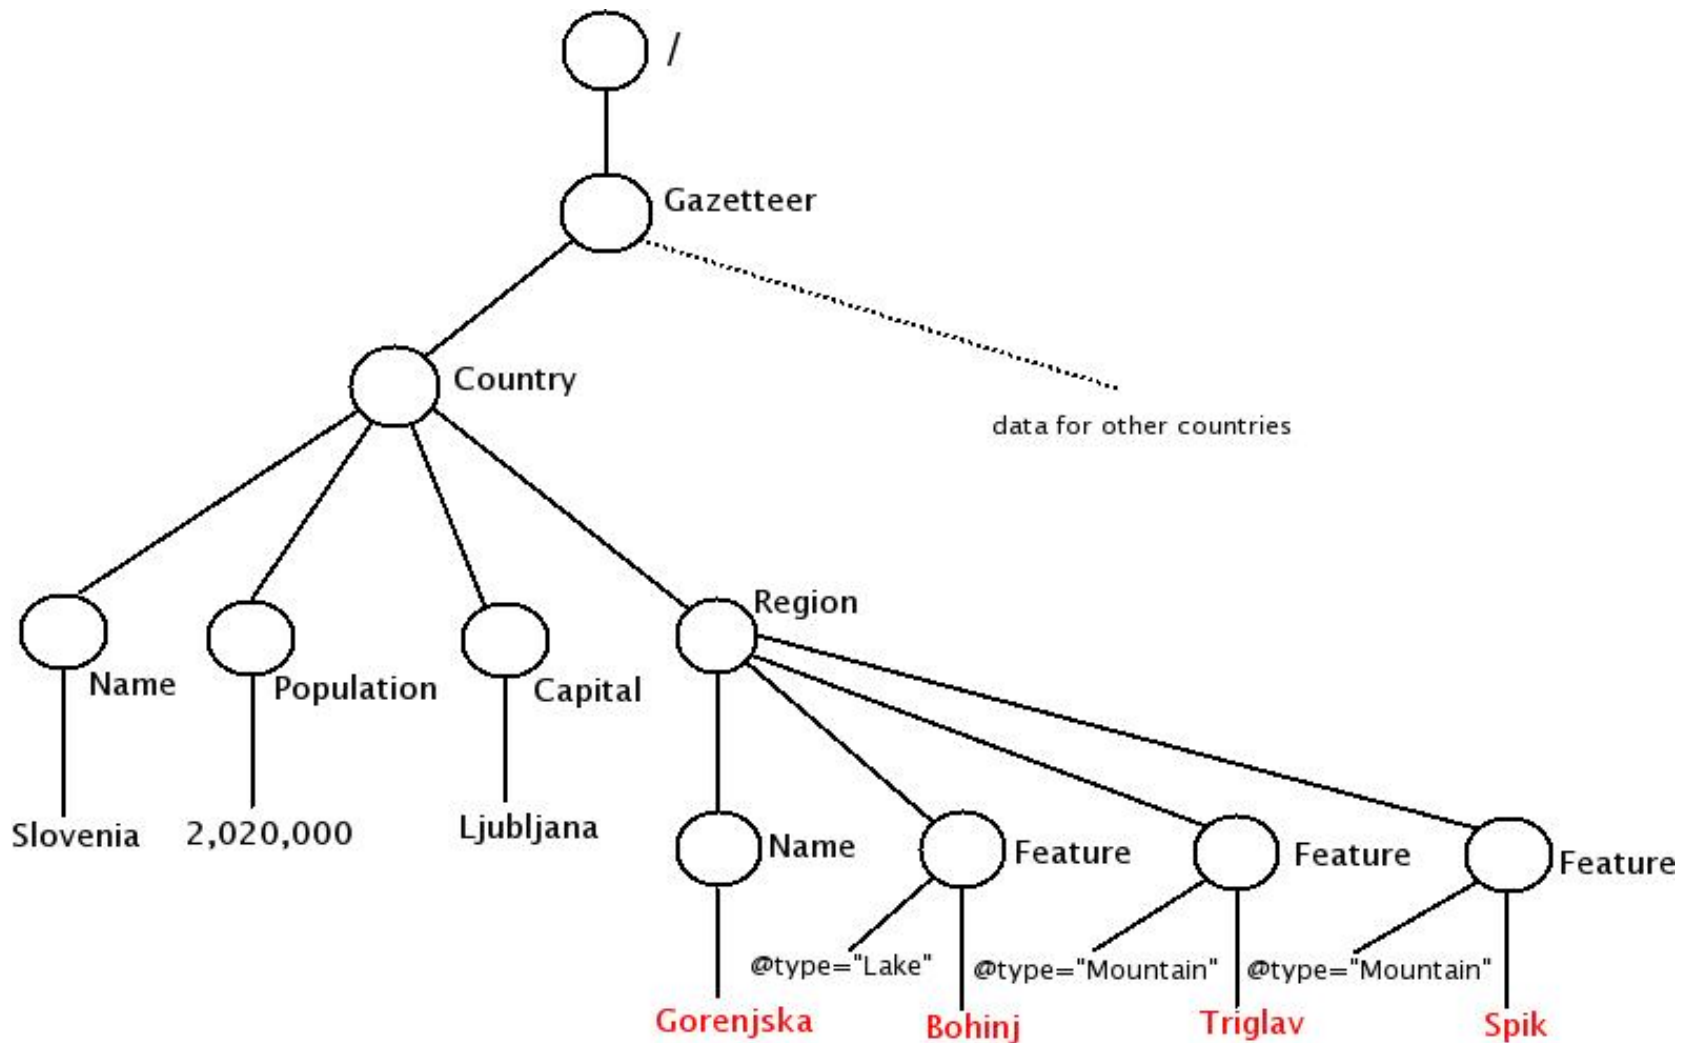 /
Gazetteer
Country
data for other countries
Region
Name
Population
Capital
Slovenia
2,020,000
Ljubljana
Name
Feature
Feature
Feature
@type="Lake"
@type="Mountain"
@type="Mountain"
Gorenjska
Bohinj
Triglav
Spik